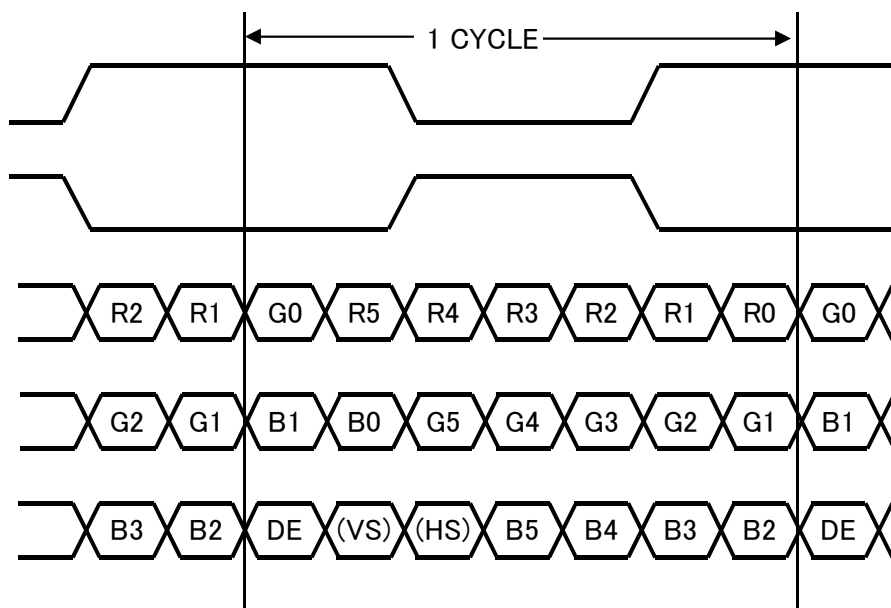 1 CYCLE
R2 R1 G0 R5 R4 R3 R2 R1 R0 G0
G2 G1 B1 B0 G5 G4 G3 G2 G1 B1
B3 B2 DE (VS) (HS) B5 B4 B3 B2 DE